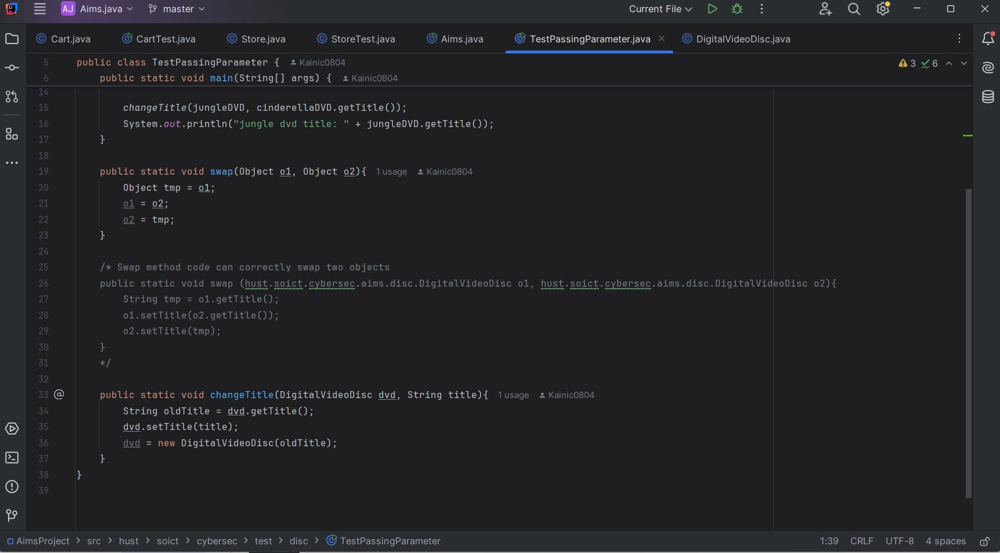 AJ Aims.java master Current File
Cart.java CartTest.java Store.java StoreTest.java Aims.java TestPassingParameter.java DigitalVideoDisc.java
5 public class TestPassingParameter { Kainic0804 3 6
6 public static void main(String[] args) { Kainic0804
14
15 changeTitle(jungleDVD, cinderellaDVD.getTitle());
16 System.out.println("jungle dvd title: " + jungleDVD.getTitle());
17 }
18
19 public static void swap(Object o1, Object o2){ 1 usage Kainic0804
20 Object tmp = o1;
21 o1 = o2;
22 o2 = tmp;
23 }
24
25 /* Swap method code can correctly swap two objects
26 public static void swap (hust.soict.cybersec.aims.disc.DigitalVideoDisc o1, hust.soict.cybersec.aims.disc.DigitalVideoDisc o2){
27 String tmp = o1.getTitle();
28 o1.setTitle(o2.getTitle());
29 o2.setTitle(tmp);
30 }
31 */
32
33 @ public static void changeTitle(DigitalVideoDisc dvd, String title){ 1 usage Kainic0804
34 String oldTitle = dvd.getTitle();
35 dvd.setTitle(title);
36 dvd = new DigitalVideoDisc(oldTitle);
37 }
38 }
39
AimsProject > src > hust > soict > cybersec > test > disc > TestPassingParameter 1:39 CRLF UTF-8 4 spaces